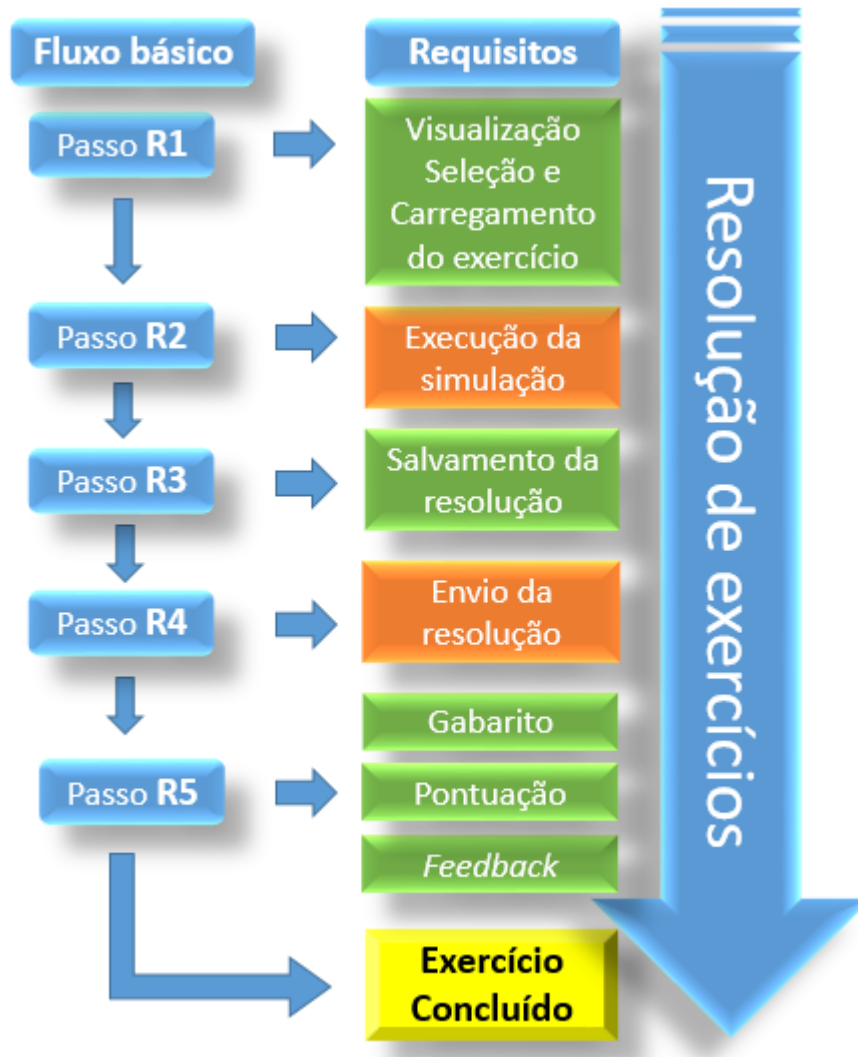 Fluxo básico
Requisitos
Passo R1
Visualização
Seleção e
Carregamento
do exercício
Passo R2
Execução da
simulação
Passo R3
Salvamento da
resolução
Passo R4
Envio da
resolução
Passo R5
Gabarito
Pontuação
Feedback
Exercício
Concluído
Resolução de exercícios